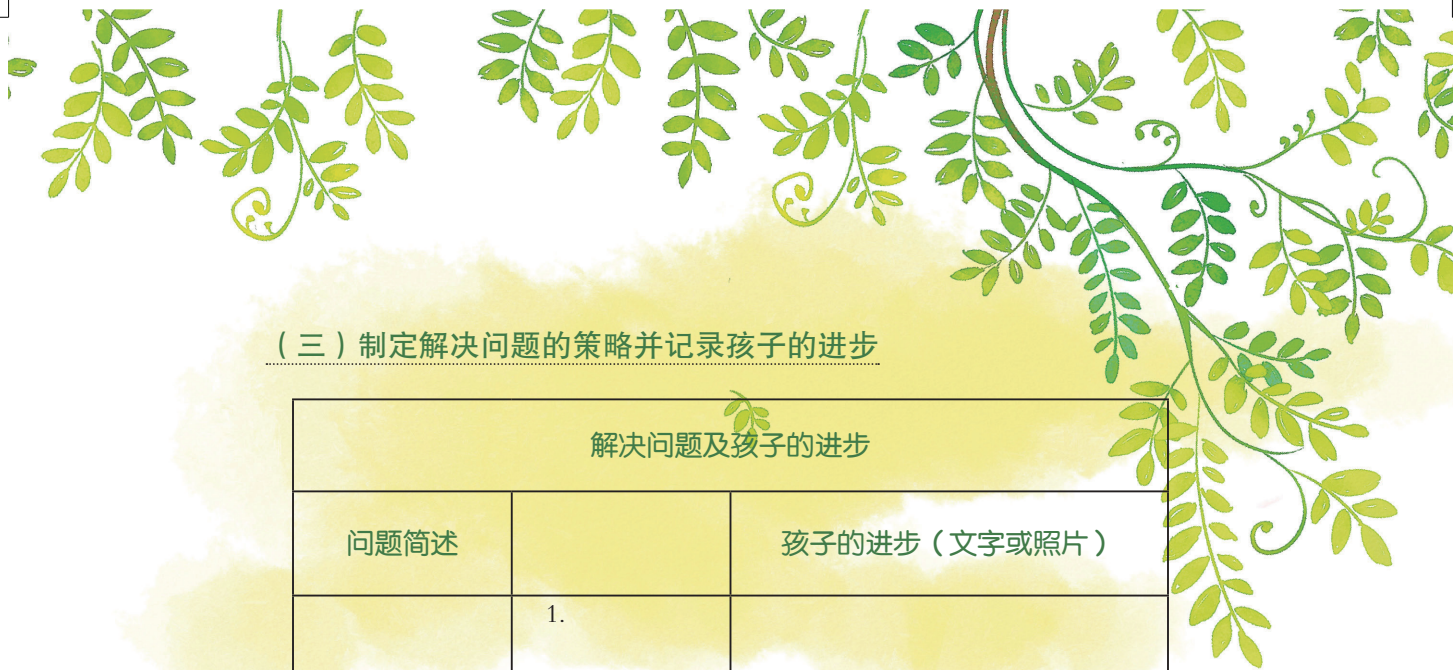 （三）制定解决问题的策略并记录孩子的进步
解决问题及孩子的进步
问题简述
孩子的进步（文字或照片）
1.